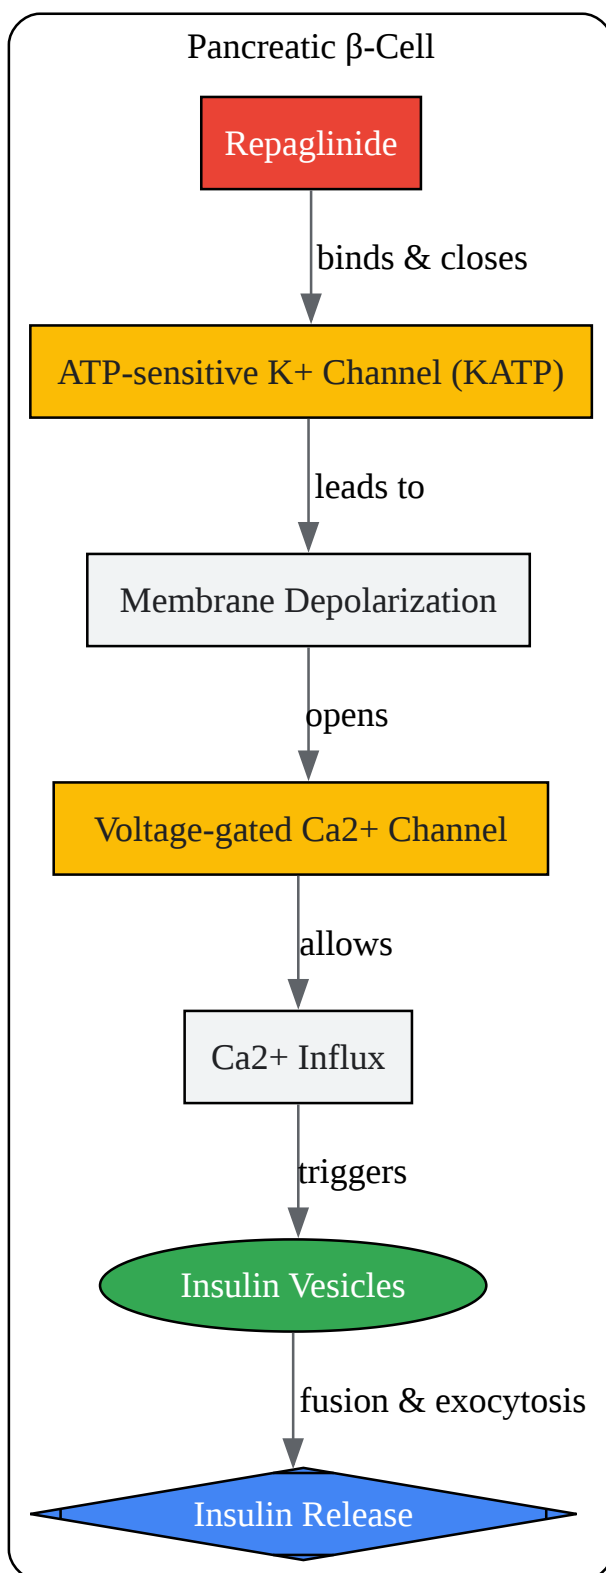 Pancreatic β-Cell
Repaglinide
binds & closes
ATP-sensitive K+ Channel (KATP)
leads to
Membrane Depolarization
opens
Voltage-gated Ca2+ Channel
allows
Ca2+ Influx
triggers
Insulin Vesicles
fusion & exocytosis
Insulin Release